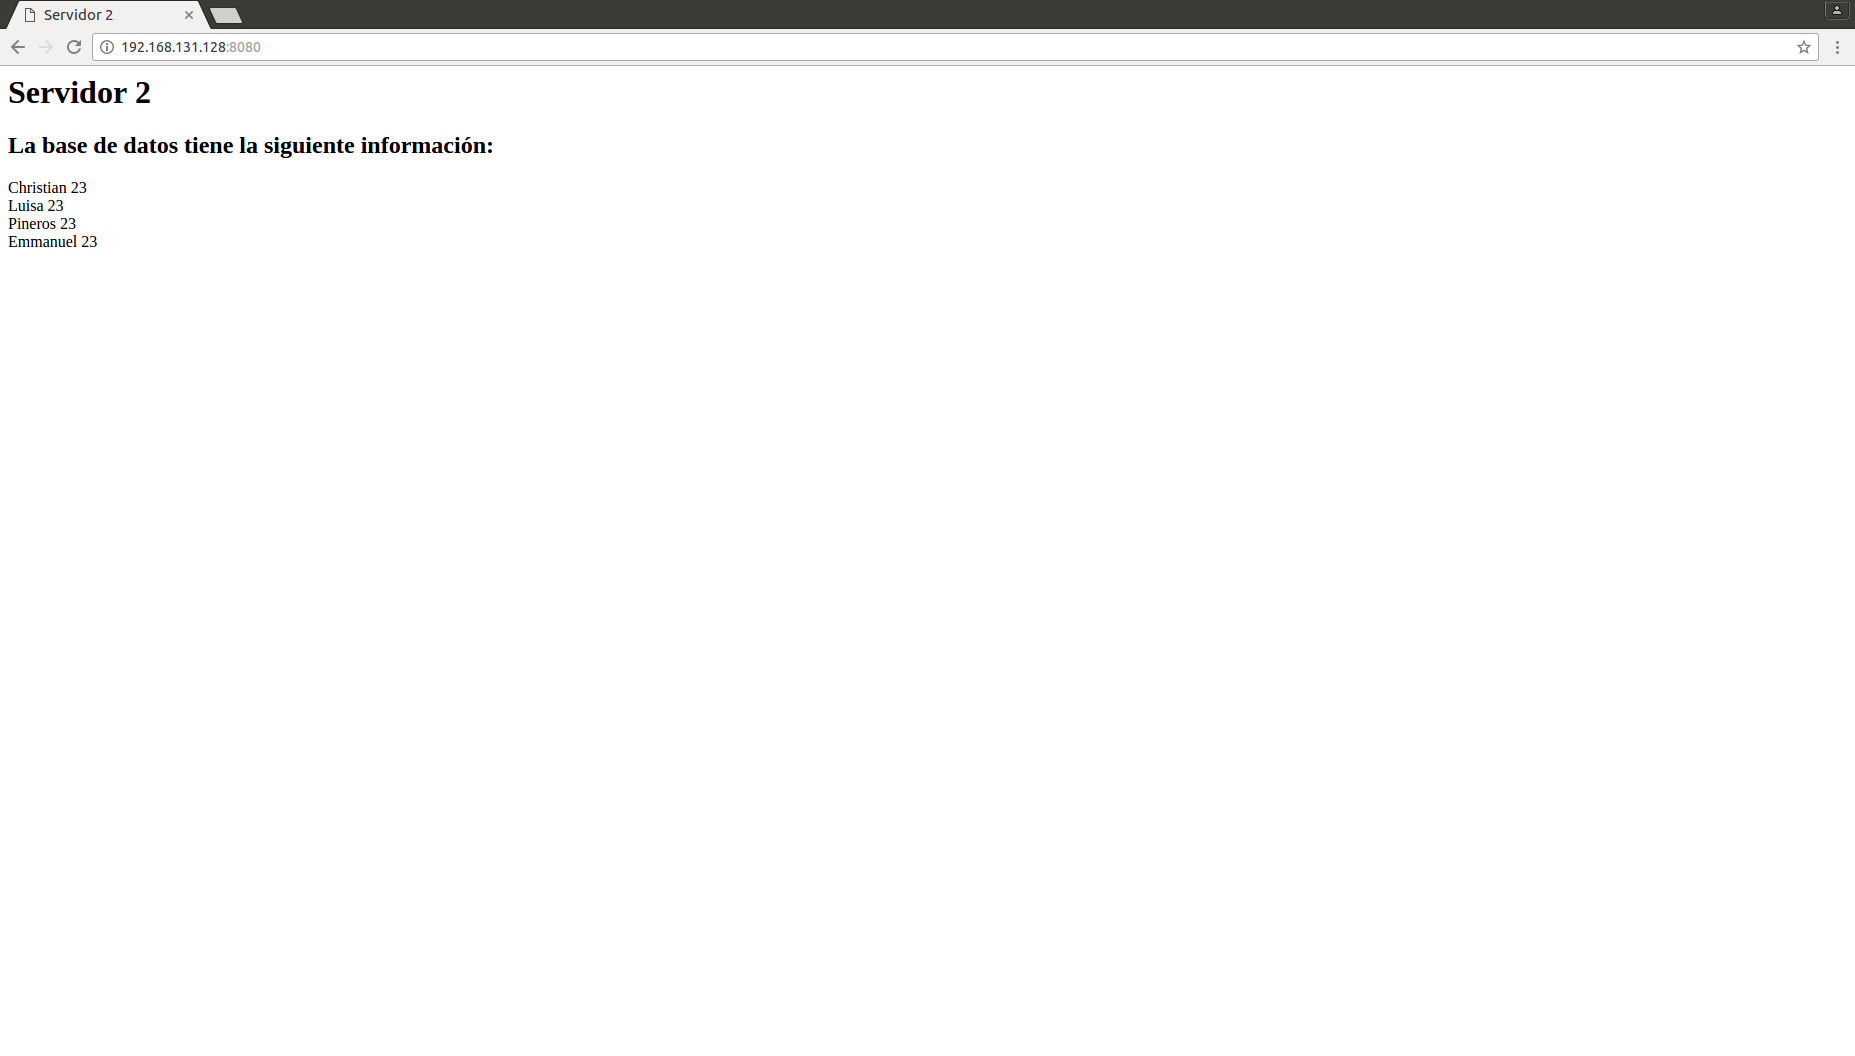 Servidor 2
192.168.131.128:8080
Servidor 2
La base de datos tiene la siguiente información:
Christian 23
Luisa 23
Pineros 23
Emmanuel 23